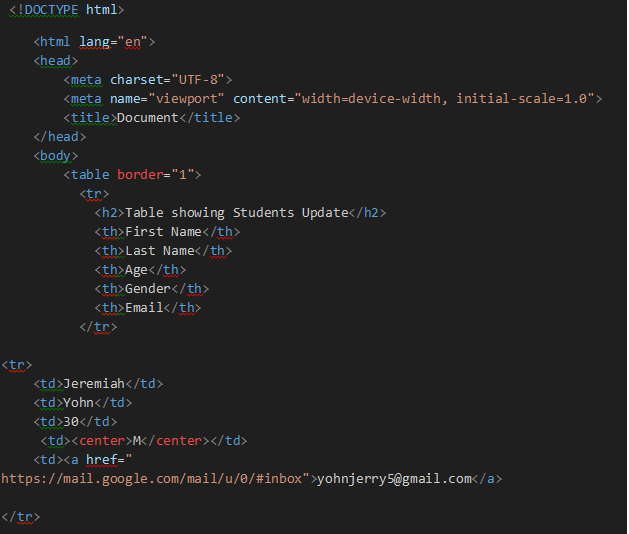 <!DOCTYPE html>
<html lang="en">
<head>
<meta charset="UTF-8">
<meta name="viewport" content="width=device-width, initial-scale=1.0">
<title>Document</title>
</head>
<body>
<table border="1">
<tr>
<h2>Table showing Students Update</h2>
<th>First Name</th>
<th>Last Name</th>
<th>Age</th>
<th>Gender</th>
<th>Email</th>
</tr>
<tr>
<td>Jeremiah</td>
<td>Yohn</td>
<td>30</td>
<td><center>M</center></td>
<td><a href="
https://mail.google.com/mail/u/0/#inbox">yohnjerry5@gmail.com</a>
</tr>